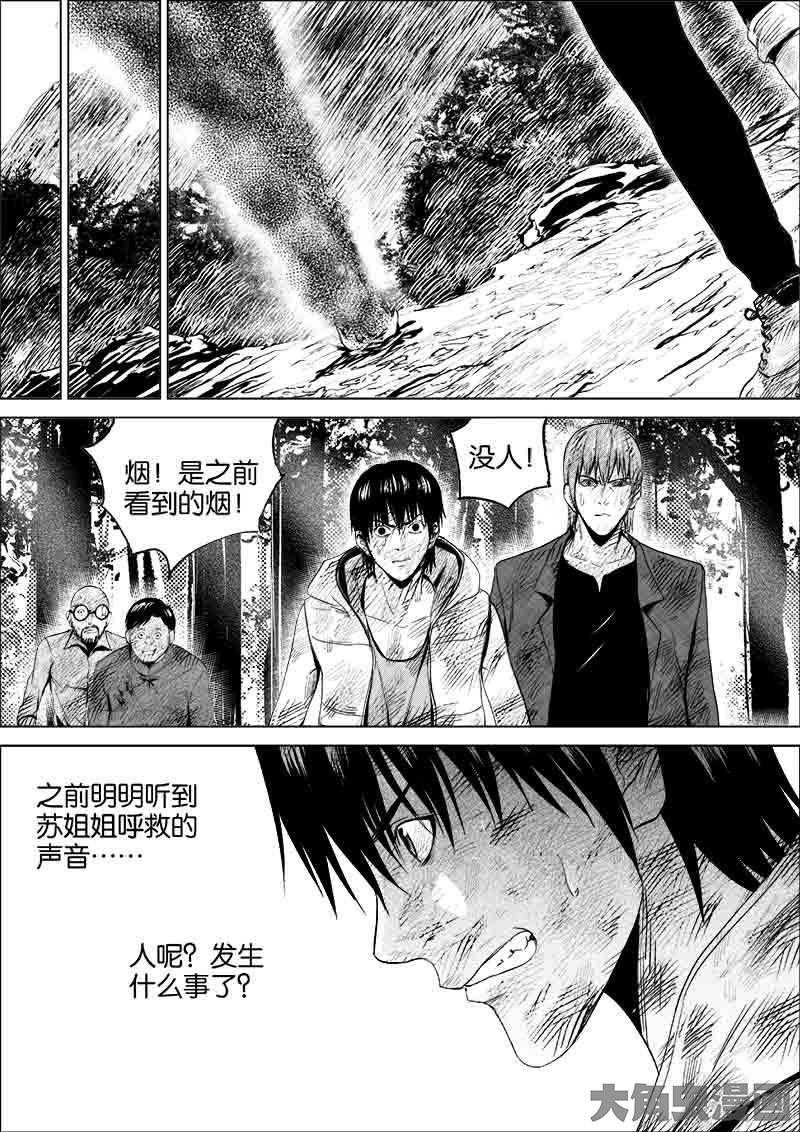 烟！是之前
看到的烟！
没人！
之前明明听到
苏姐姐呼救的
声音……
人呢？发生
什么事了？
大角虫漫画